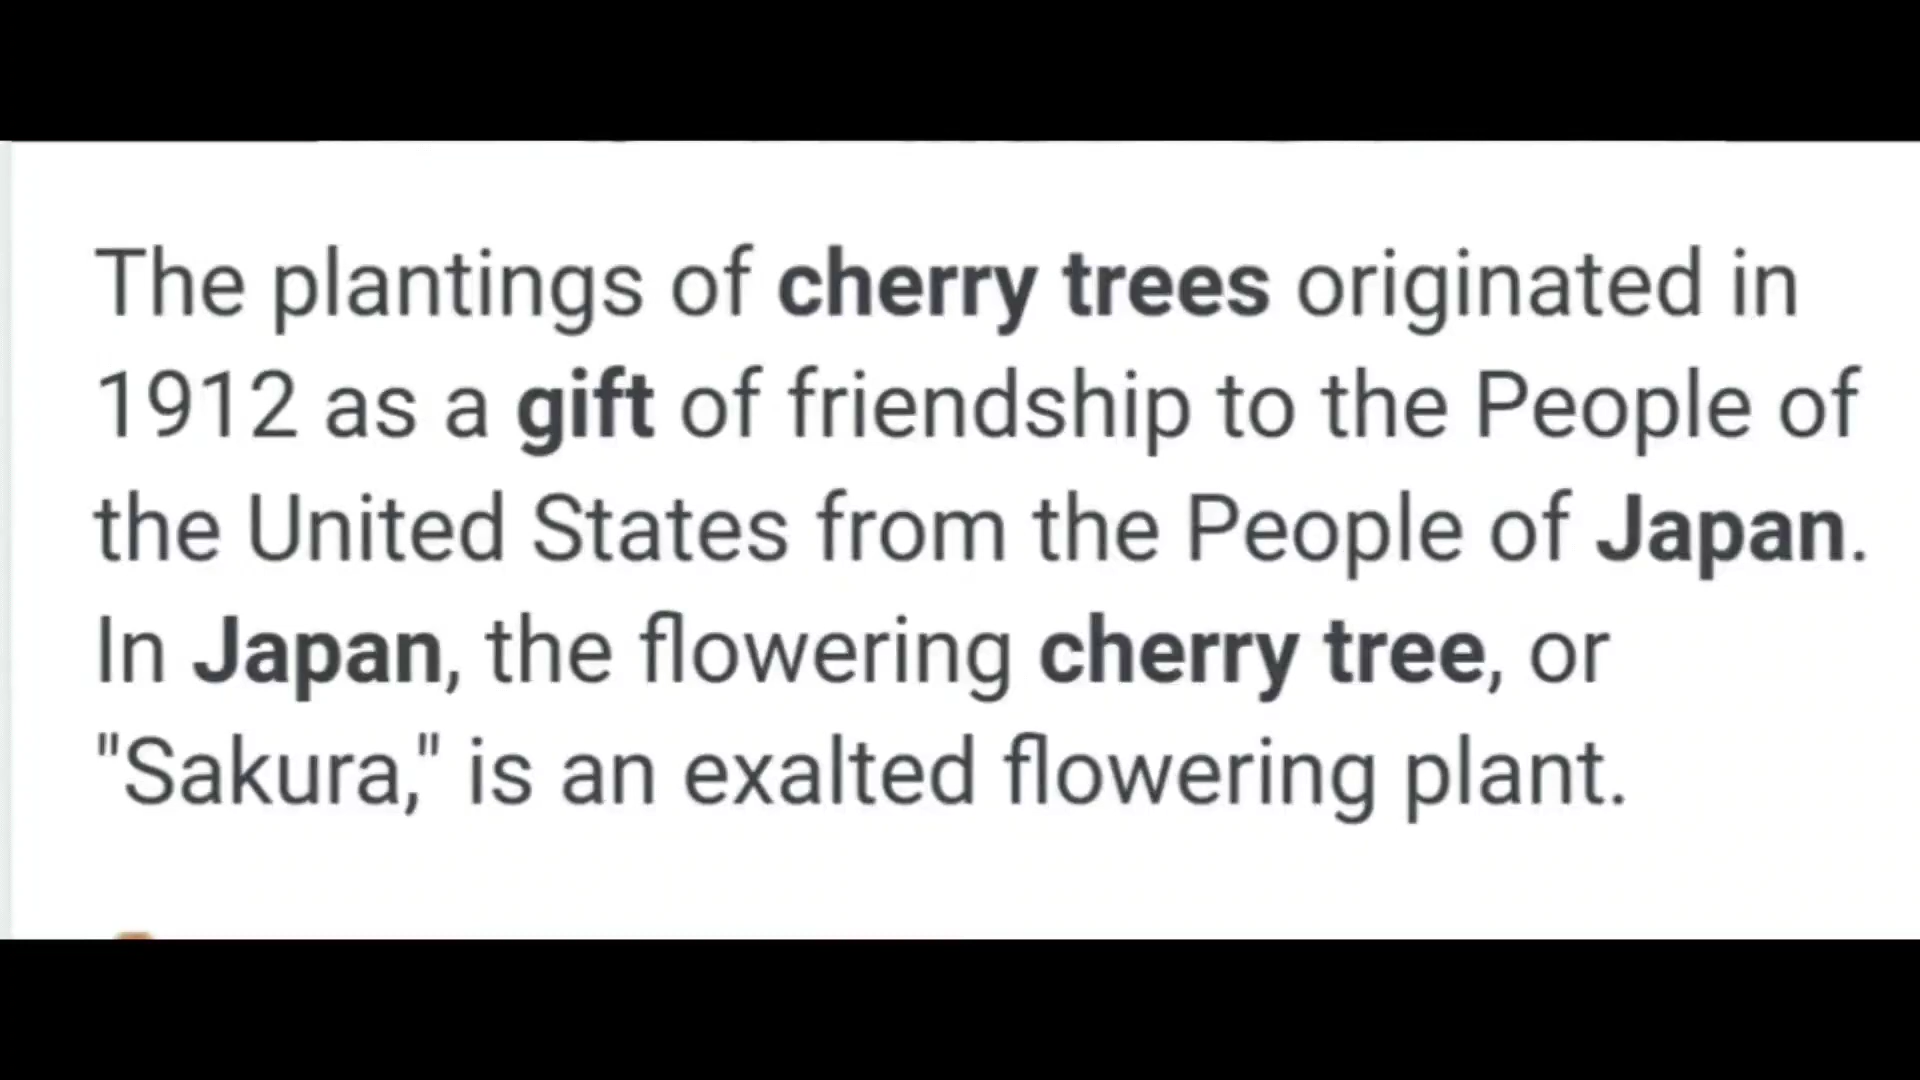 The plantings of cherry trees originated in
1912 as a gift of friendship to the People of
the United States from the People of Japan.
In Japan, the flowering cherry tree, or
"Sakura," is an exalted flowering plant.